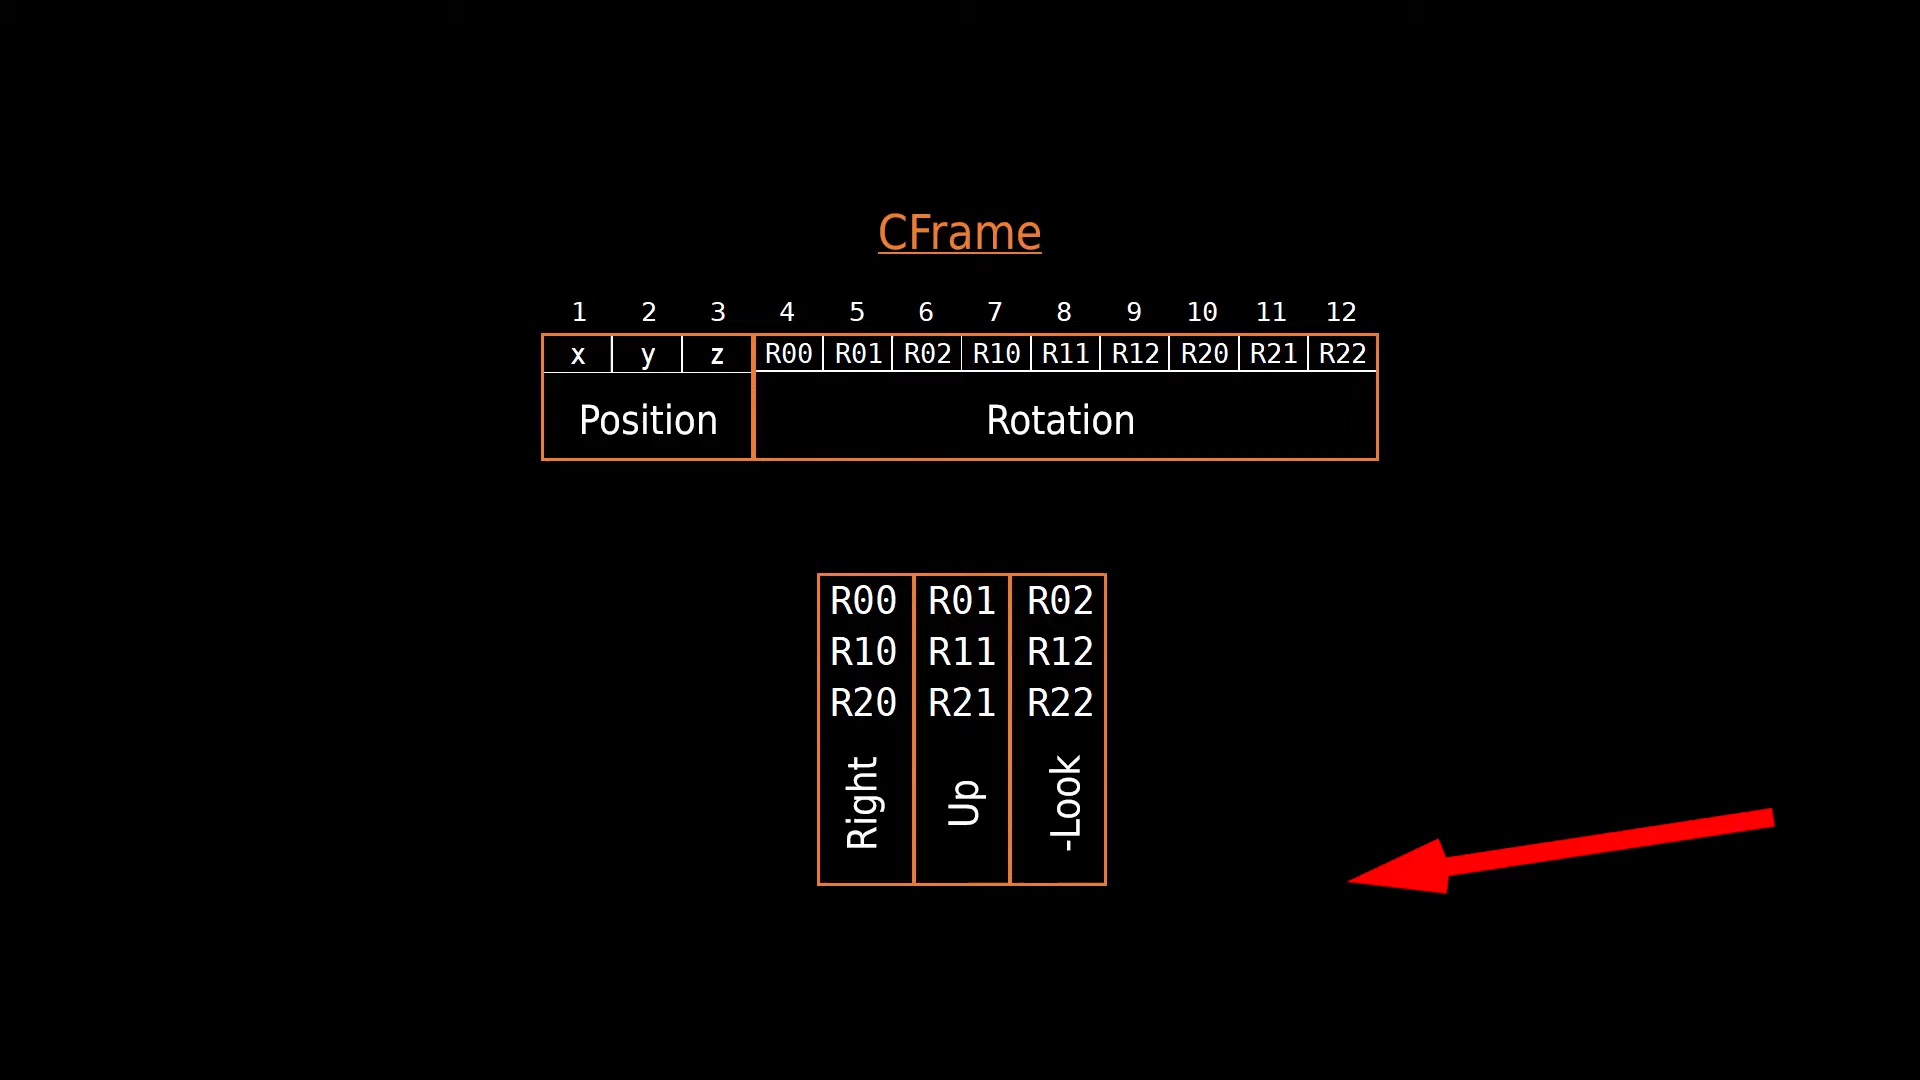 CFrame
1 2 3 4 5 6 7 8 9 10 11 12
x y z R00 R01 R02 R10 R11 R12 R20 R21 R22
Position Rotation
R00 R01 R02
R10 R11 R12
R20 R21 R22
Right Up -Look